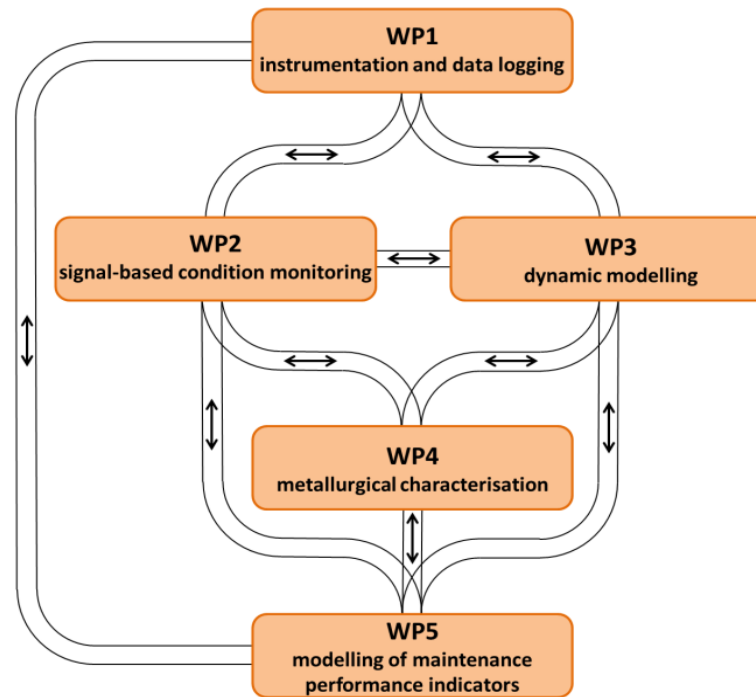 WP1
instrumentation and data logging
WP2
signal-based condition monitoring
WP3
dynamic modelling
WP4
metallurgical characterisation
WP5
modelling of maintenance
performance indicators